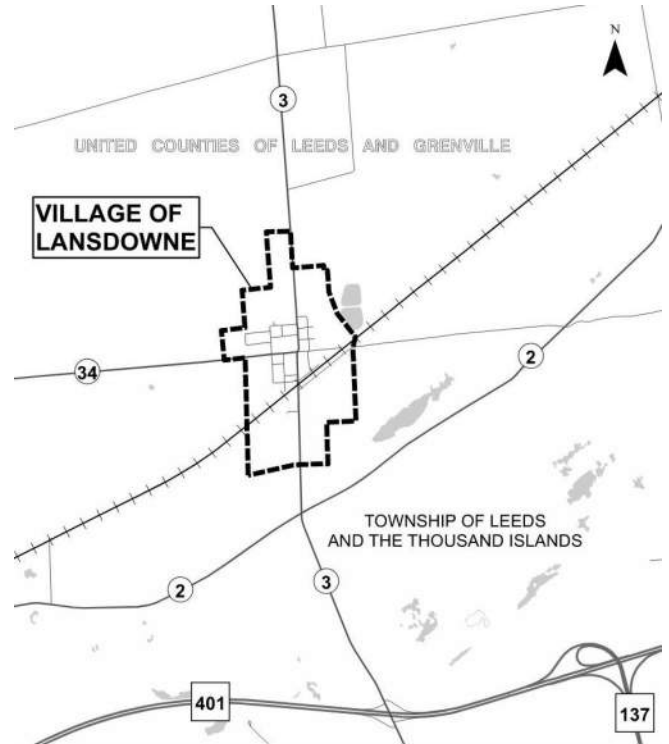 N
3
UNITED COUNTIES OF LEEDS AND GRENVILLE
VILLAGE OF
LANSDOWNE
34
2
TOWNSHIP OF LEEDS
AND THE THOUSAND ISLANDS
2
3
401
137